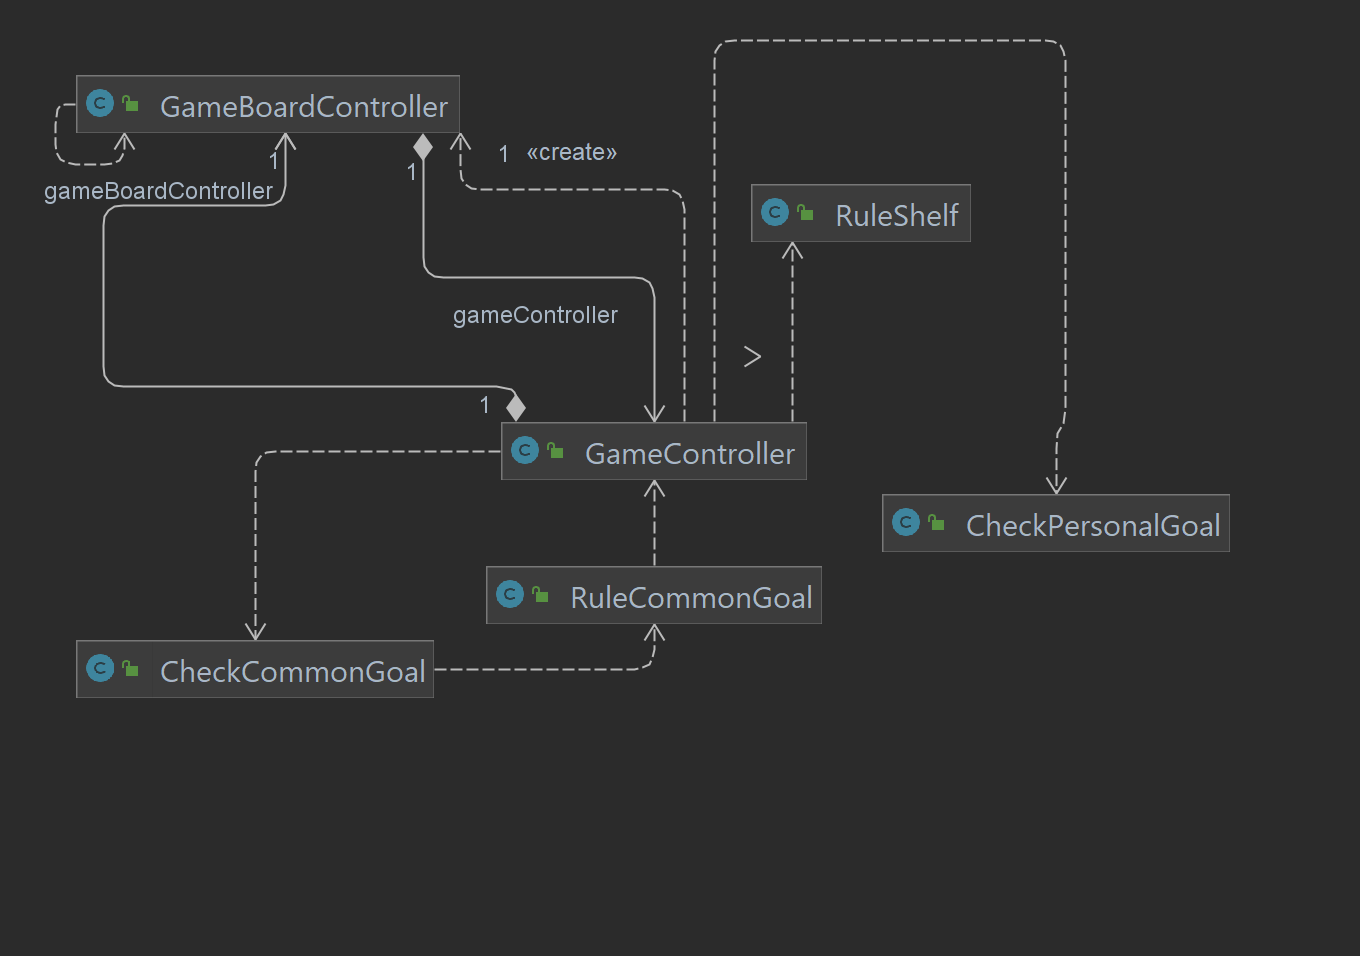 C GameBoardController
1
1
1 «create»
gameBoardController
C RuleShelf
gameController
>
1
C GameController
C CheckPersonalGoal
C RuleCommonGoal
C CheckCommonGoal